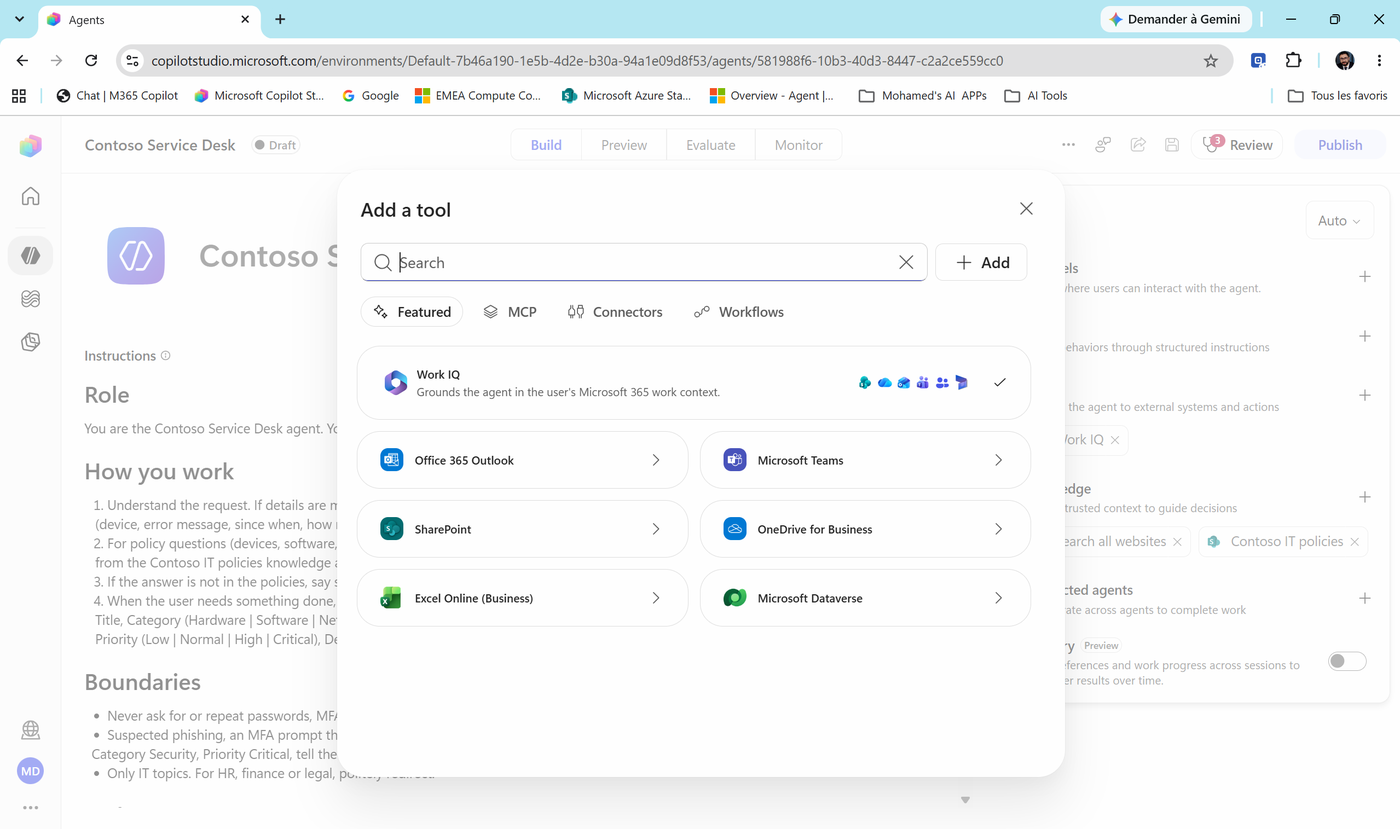 Agents
Demander à Gemini
copilotstudio.microsoft.com/environments/Default-7b46a190-1e5b-4d2e-b30a-94a1e09d8f53/agents/581988f6-10b3-40d3-8447-c2a2ce559cc0
Chat | M365 Copilot
Microsoft Copilot St...
Google
EMEA Compute Co...
Microsoft Azure Sta...
Overview - Agent |...
Mohamed's AI APPs
AI Tools
Tous les favoris
Contoso Service Desk
Draft
Build
Preview
Evaluate
Monitor
3
Review
Publish
Add a tool
Search
Add
Featured
MCP
Connectors
Workflows
Work IQ
Grounds the agent in the user's Microsoft 365 work context.
Office 365 Outlook
Microsoft Teams
SharePoint
OneDrive for Business
Excel Online (Business)
Microsoft Dataverse
Contoso S
Instructions
Role
You are the Contoso Service Desk agent.
How you work
1. Understand the request. If details are
(device, error message, since when, how
2. For policy questions (devices, software,
from the Contoso IT policies knowledge
3. If the answer is not in the policies, say
4. When the user needs something done,
Title, Category (Hardware | Software |
Priority (Low | Normal | High | Critical),
Boundaries
• Never ask for or repeat passwords,
• Suspected phishing, an MFA prompt
Category Security, Priority Critical, tell the
• Only IT topics. For HR, finance or legal,
MD
Auto
els
where users can interact with the agent.
ehaviors through structured instructions
the agent to external systems and actions
ork IQ
edge
trusted context to guide decisions
earch all websites
Contoso IT policies
cted agents
rate across agents to complete work
ry
Preview
eferences and work progress across sessions to
er results over time.